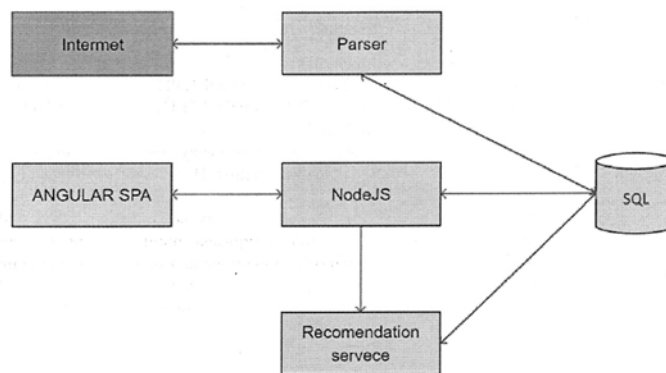 Intermet
Parser
ANGULAR SPA
NodeJS
SQL
Recomendation
servece